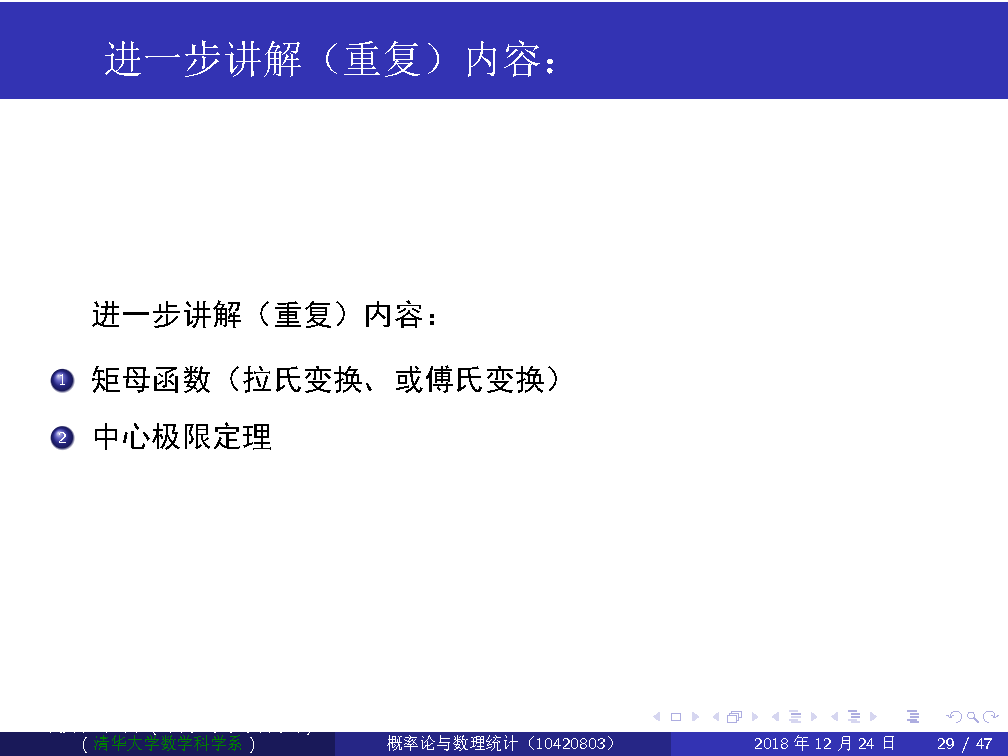 进一步讲解（重复）内容：
进一步讲解（重复）内容：
1 矩母函数（拉氏变换、或傅氏变换）
2 中心极限定理
( 清华大学数学科学系 ) 概率论与数理统计（10420803） 2018 年 12 月 24 日 29 / 47